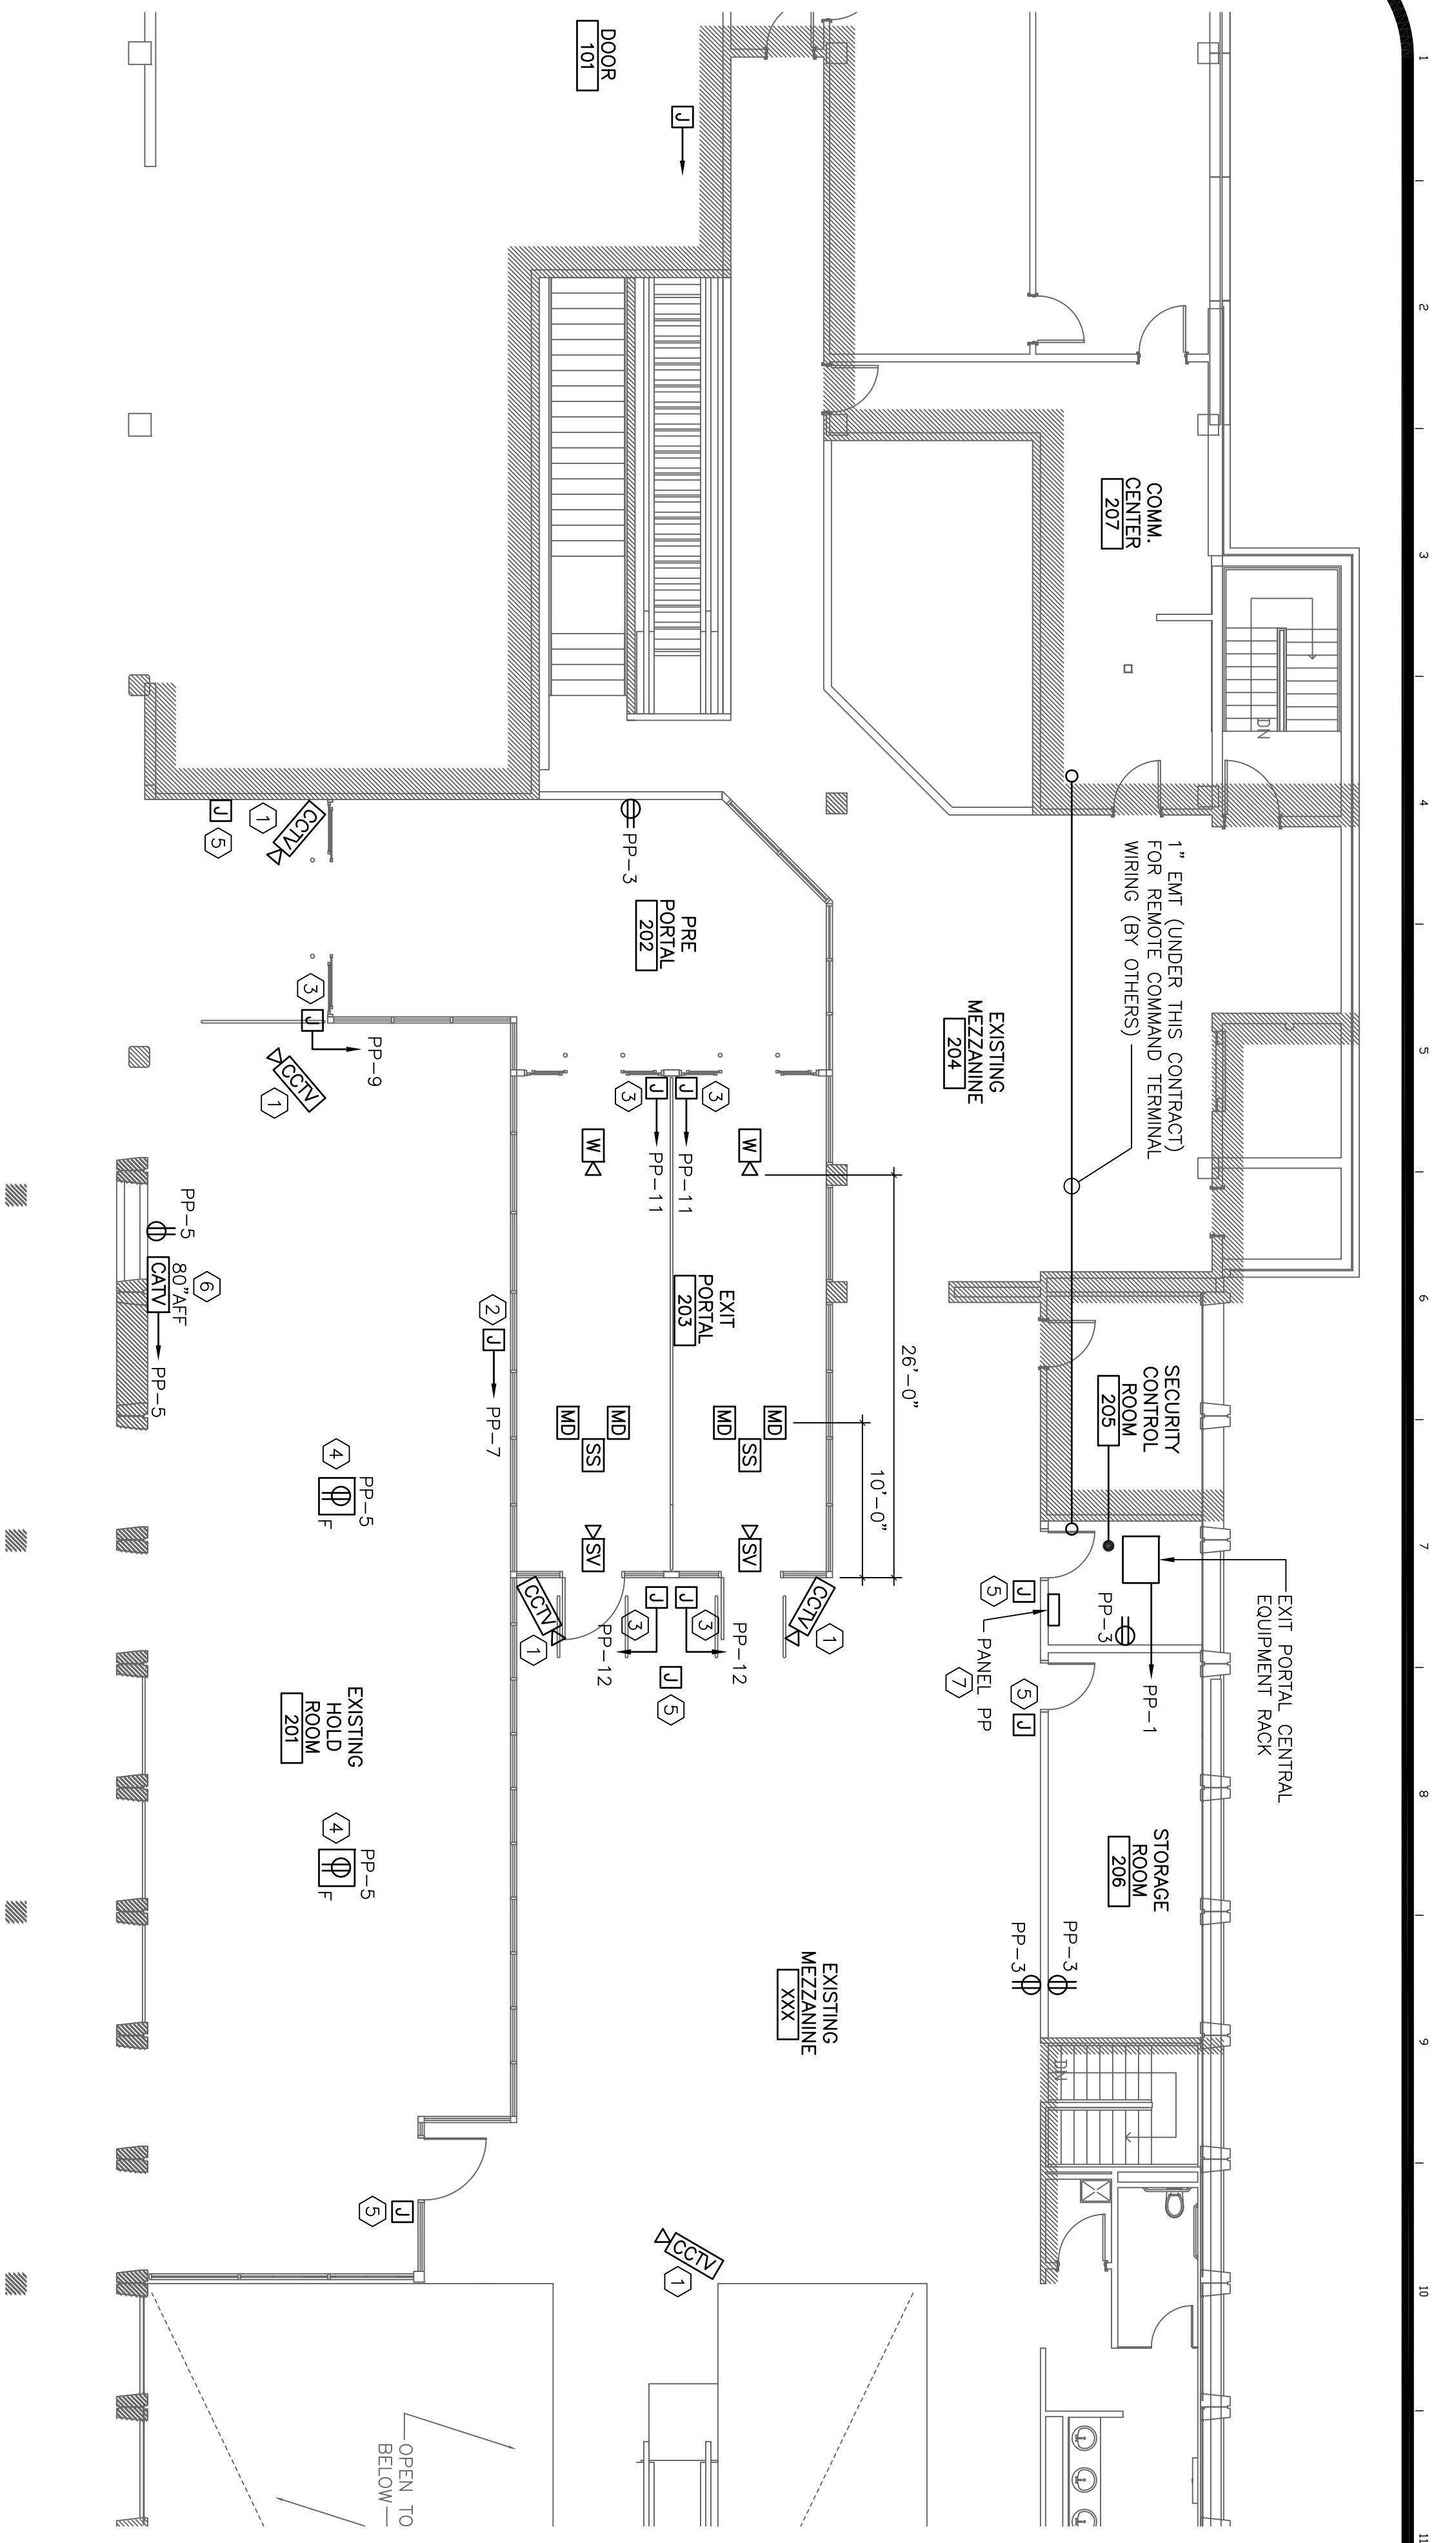 1
2
3
4
5
6
7
8
9
10
11
DOOR
101
J
COMM.
CENTER
207
DN
1" EMT (UNDER THIS CONTRACT)
FOR REMOTE COMMAND TERMINAL
WIRING (BY OTHERS)
EXISTING
MEZZANINE
204
PRE
PORTAL
202
PP-3
CCTV
1
J
5
3
J
PP-9
CCTV
1
J
3
PP-11
J
3
PP-11
W
W
EXIT
PORTAL
203
26'-0"
10'-0"
MD
MD
SS
MD
MD
SS
SV
SV
SECURITY
CONTROL
ROOM
205
EXIT PORTAL CENTRAL
EQUIPMENT RACK
PP-1
PP-3
5
J
PANEL PP
7
5
J
STORAGE
ROOM
206
PP-3
PP-3
DN
2
J
PP-7
PP-5
6
80"AFF
CATV
PP-5
4
PP-5
F
CCTV
1
J
3
PP-12
J
3
PP-12
CCTV
1
J
5
EXISTING
HOLD
ROOM
201
4
PP-5
F
EXISTING
MEZZANINE
XXX
J
5
CCTV
1
OPEN TO
BELOW